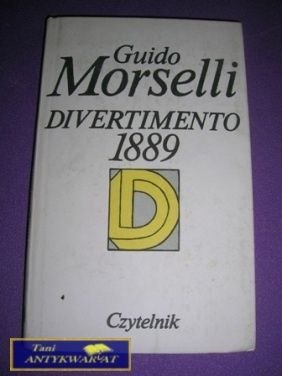 Guido
Morselli
DIVERTIMENTO
1889
D
Czytelnik
Tani
ANTYKWARIAT